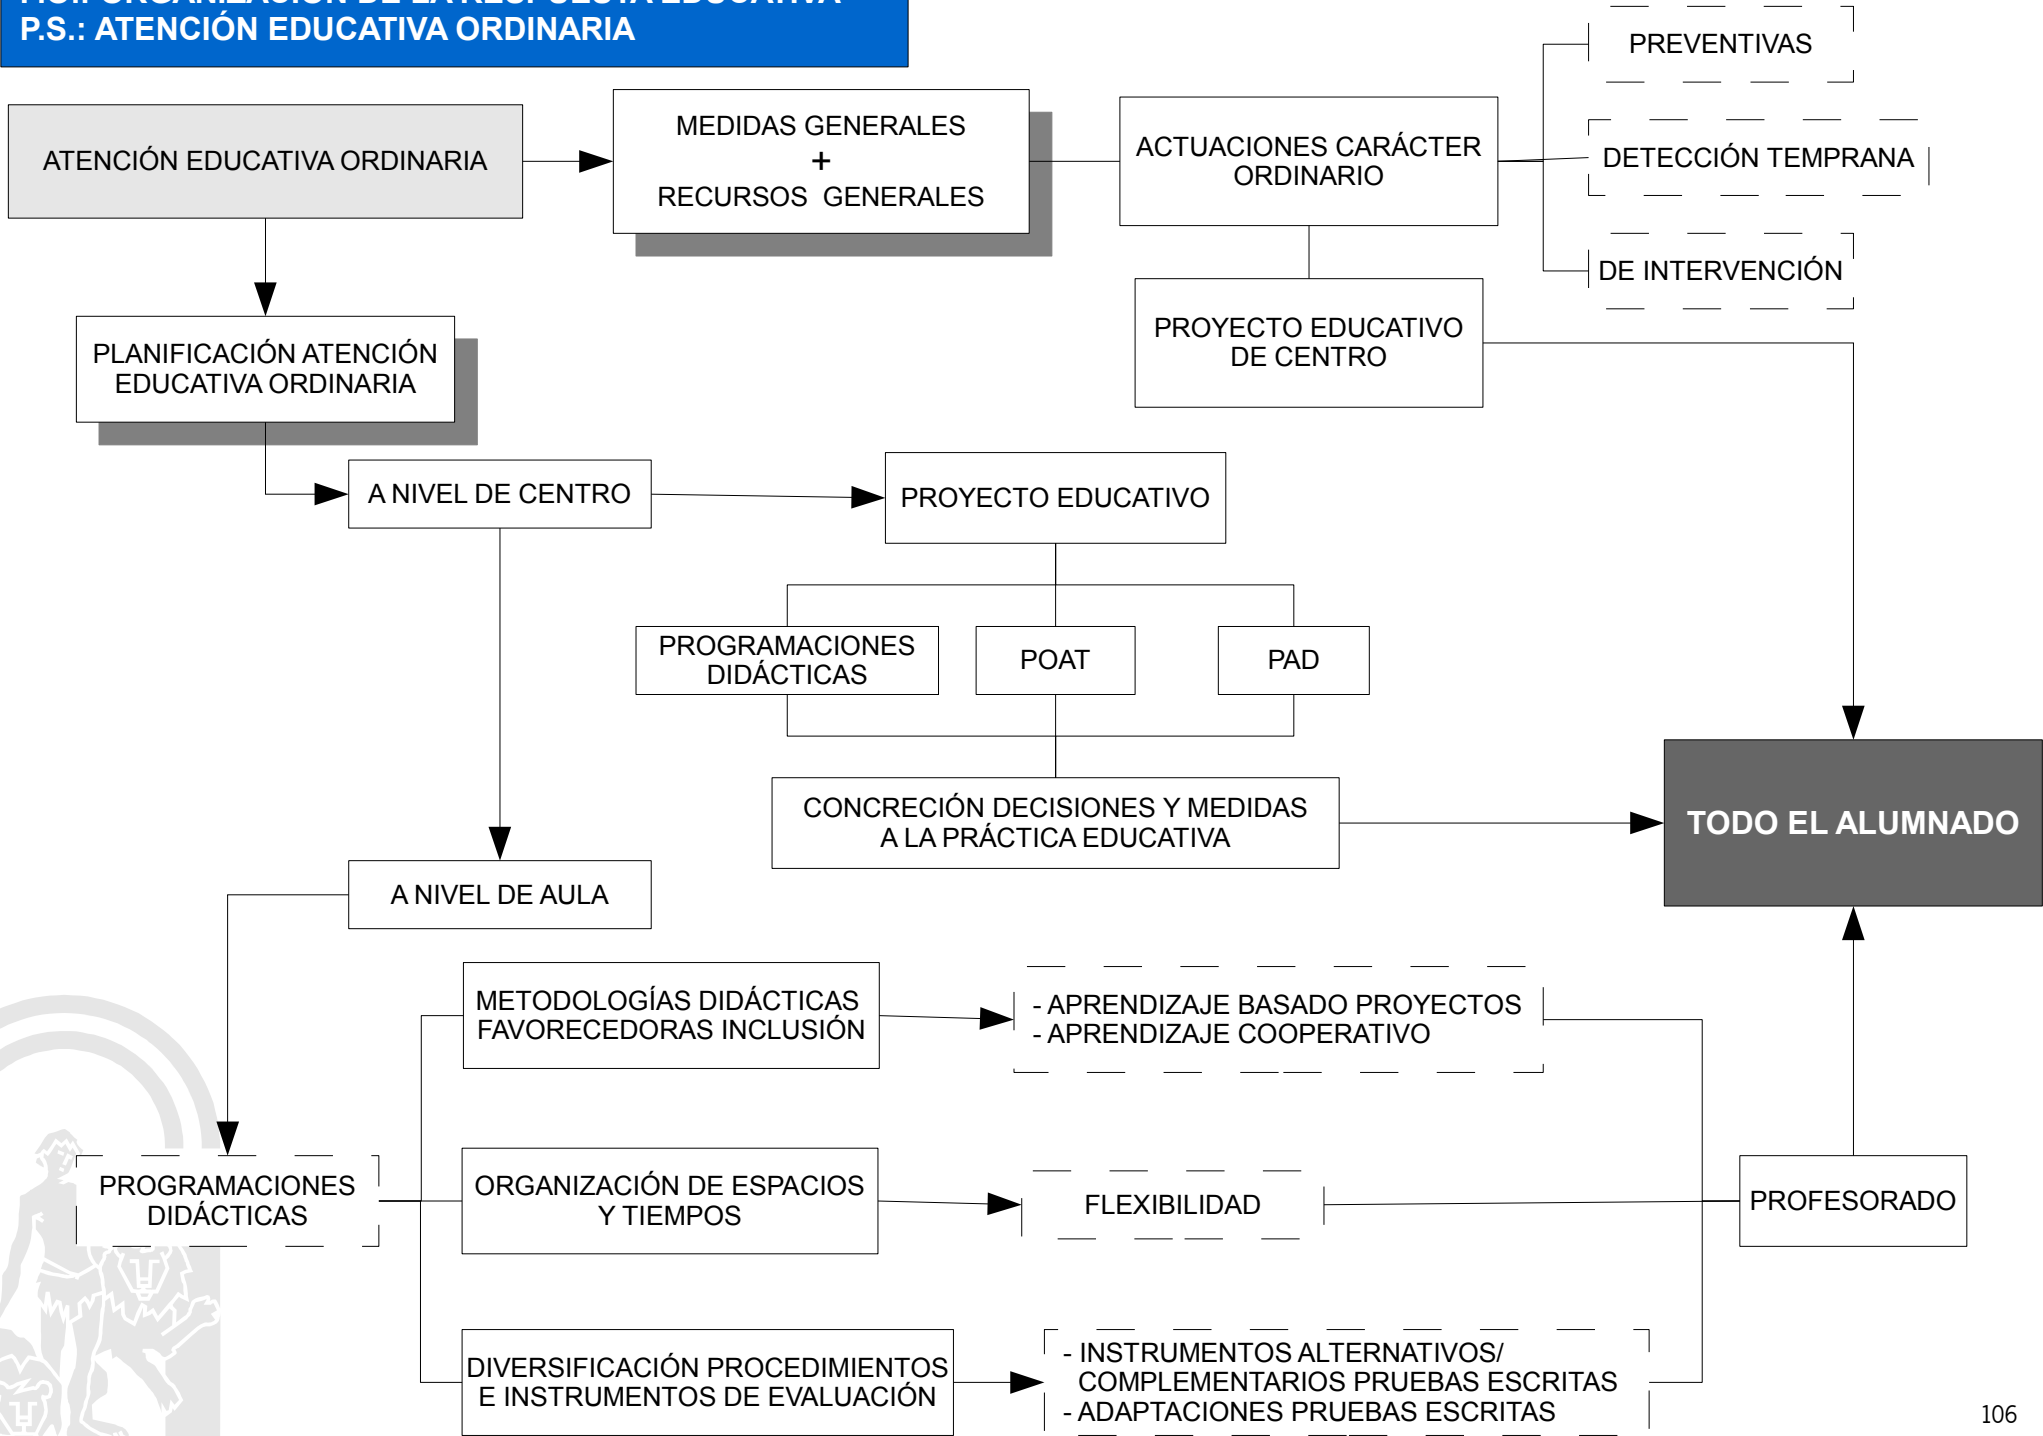 P.S.: ATENCIÓN EDUCATIVA ORDINARIA
PREVENTIVAS
MEDIDAS GENERALES
+
RECURSOS GENERALES
ATENCIÓN EDUCATIVA ORDINARIA
ACTUACIONES CARÁCTER
ORDINARIO
DETECCIÓN TEMPRANA
DE INTERVENCIÓN
PROYECTO EDUCATIVO
DE CENTRO
PLANIFICACIÓN ATENCIÓN
EDUCATIVA ORDINARIA
A NIVEL DE CENTRO
PROYECTO EDUCATIVO
PROGRAMACIONES
DIDÁCTICAS
POAT
PAD
CONCRECIÓN DECISIONES Y MEDIDAS
A LA PRÁCTICA EDUCATIVA
TODO EL ALUMNADO
A NIVEL DE AULA
METODOLOGÍAS DIDÁCTICAS
FAVORECEDORAS INCLUSIÓN
- APRENDIZAJE BASADO PROYECTOS
- APRENDIZAJE COOPERATIVO
PROGRAMACIONES
DIDÁCTICAS
ORGANIZACIÓN DE ESPACIOS
Y TIEMPOS
FLEXIBILIDAD
PROFESORADO
DIVERSIFICACIÓN PROCEDIMIENTOS
E INSTRUMENTOS DE EVALUACIÓN
- INSTRUMENTOS ALTERNATIVOS/
COMPLEMENTARIOS PRUEBAS ESCRITAS
- ADAPTACIONES PRUEBAS ESCRITAS
106